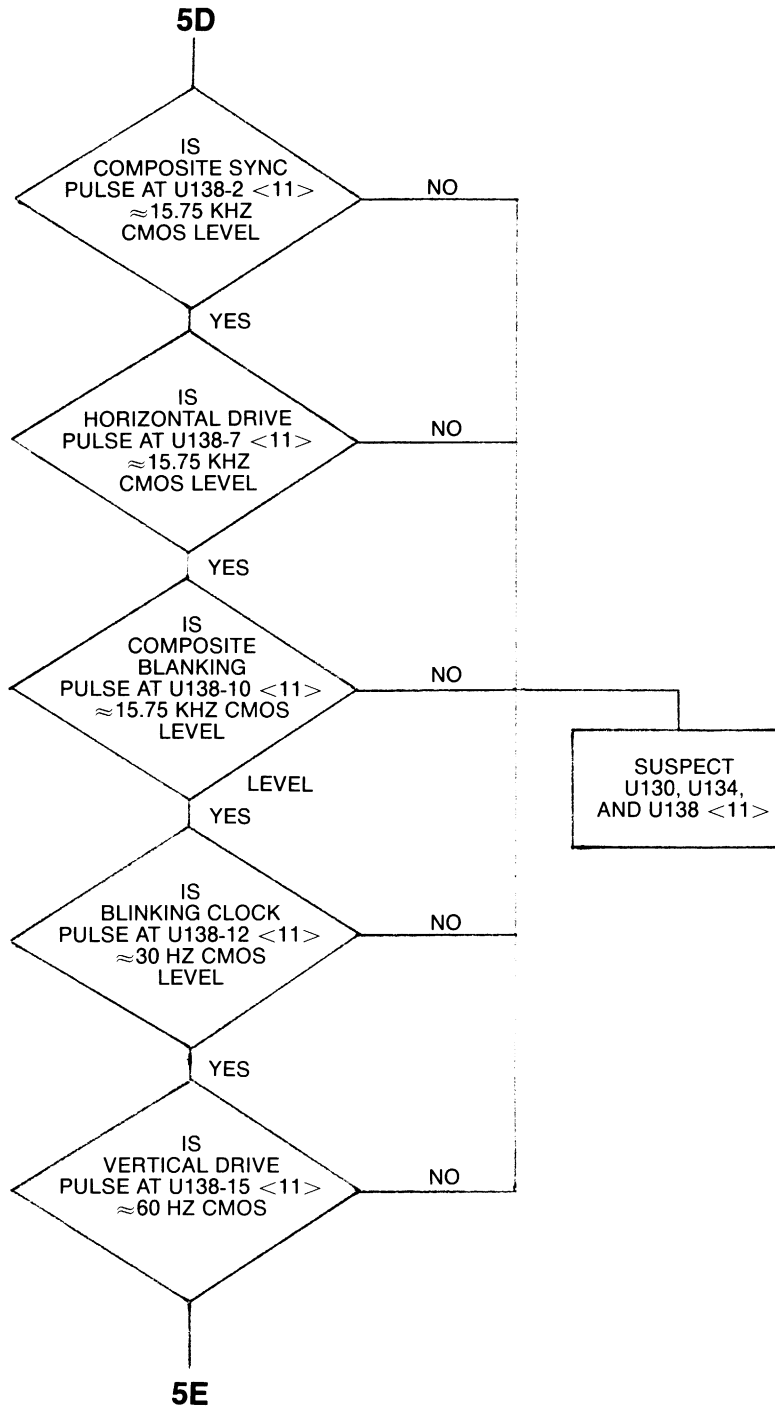 5D
IS
COMPOSITE SYNC
PULSE AT U138-2 <11>
≈15.75 KHZ
CMOS LEVEL
NO
YES
IS
HORIZONTAL DRIVE
PULSE AT U138-7 <11>
≈15.75 KHZ
CMOS LEVEL
NO
YES
IS
COMPOSITE
BLANKING
PULSE AT U138-10 <11>
≈15.75 KHZ CMOS
LEVEL
NO
SUSPECT
U130, U134,
AND U138 <11>
LEVEL
YES
IS
BLINKING CLOCK
PULSE AT U138-12 <11>
≈30 HZ CMOS
LEVEL
NO
YES
IS
VERTICAL DRIVE
PULSE AT U138-15 <11>
≈60 HZ CMOS
NO
5E